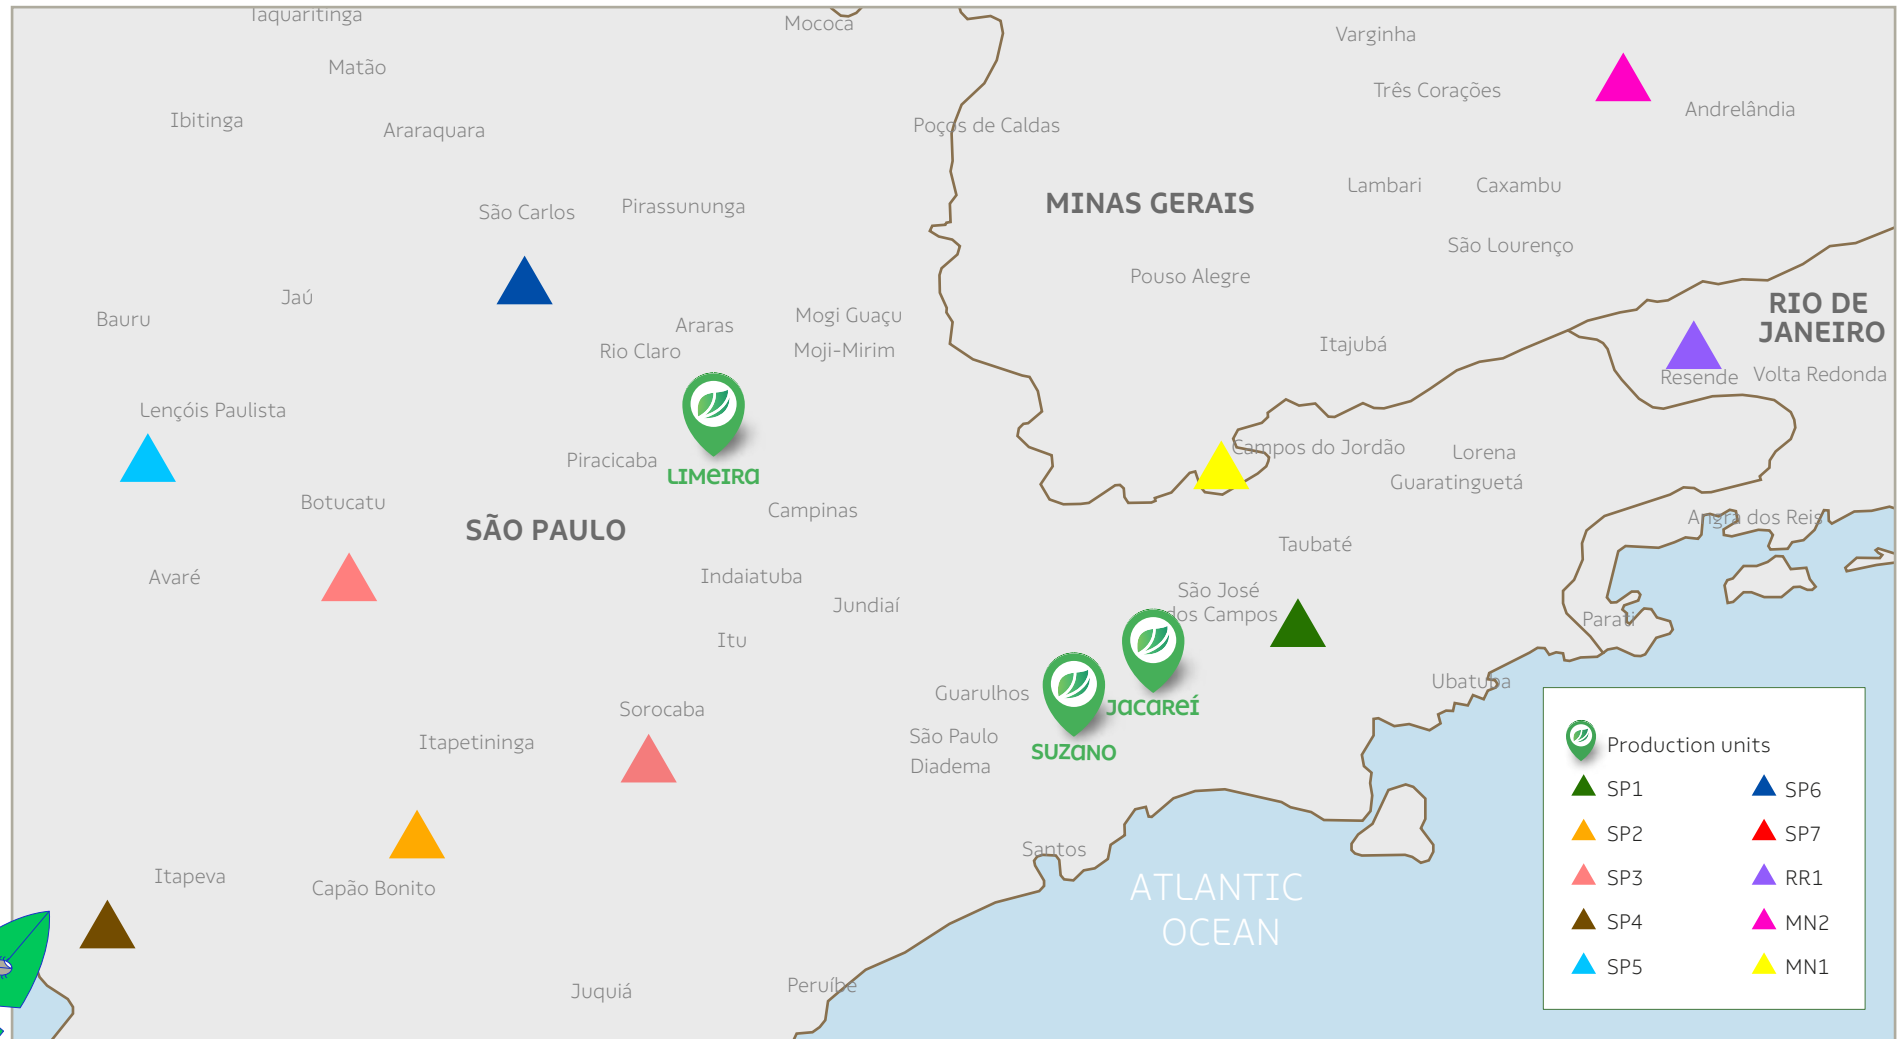 Taquaritinga
Mococa
Varginha
Matão
Três Corações
Andrelândia
Ibitinga
Araraquara
Poços de Caldas
Lambari
Caxambu
MINAS GERAIS
São Carlos
Pirassununga
São Lourenço
Pouso Alegre
Jaú
RIO DE
JANEIRO
Bauru
Araras
Mogi Guaçu
Rio Claro
Moji-Mirim
Itajubá
Resende
Volta Redonda
Lençóis Paulista
Campos do Jordão
Lorena
Piracicaba
LIMEIRA
Guaratinguetá
Botucatu
Campinas
SÃO PAULO
Angra dos Reis
Taubaté
Avaré
Indaiatuba
Jundiaí
São José
dos Campos
Parati
Itu
Guarulhos
Ubatuba
JACAREÍ
Sorocaba
Itapetininga
São Paulo
SUZANO
Diadema
Santos
Itapeva
Capão Bonito
ATLANTIC
OCEAN
Juquiá
Peruíbe
Production units
SP1
SP6
SP2
SP7
SP3
RR1
SP4
MN2
SP5
MN1